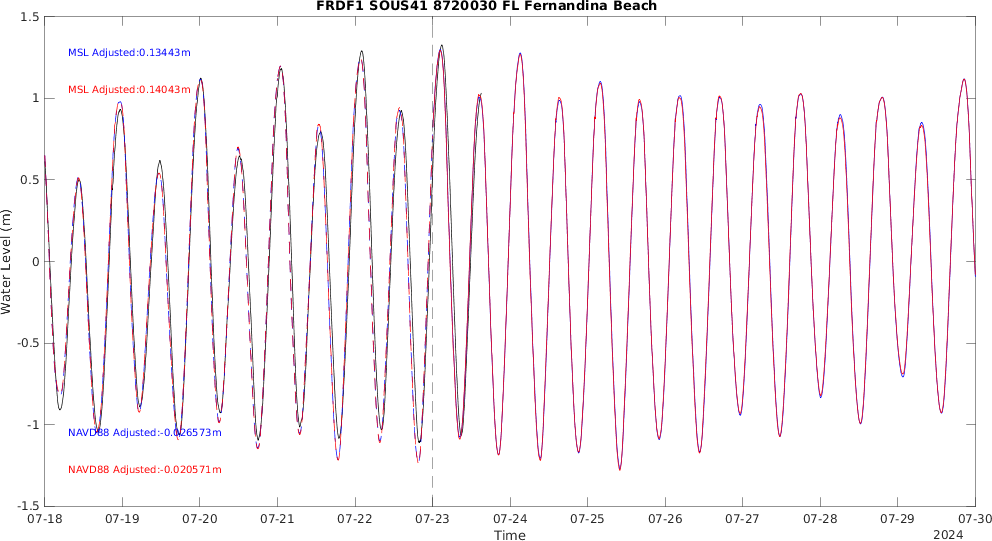 FRDF1 SOUS41 8720030 FL Fernandina Beach
1.5
MSL Adjusted:0.13443m
MSL Adjusted:0.14043m
1
0.5
Water Level (m)
0
-0.5
-1
NAVD88 Adjusted:-0.026573m
NAVD88 Adjusted:-0.020571m
-1.5
07-18 07-19 07-20 07-21 07-22 07-23 07-24 07-25 07-26 07-27 07-28 07-29 07-30
Time
2024